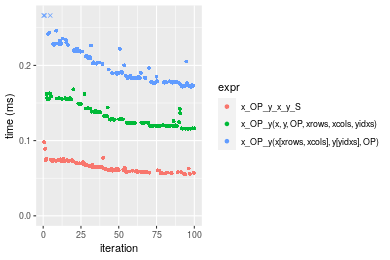 expr
x_OP_y_x_y_S
x_OP_y(x, y, OP, xrows, xcols, yidxs)
x_OP_y(x[xrows, xcols], y[yidxs], OP)
time (ms)
0.2
0.1
0.0
0 25 50 75 100
iteration